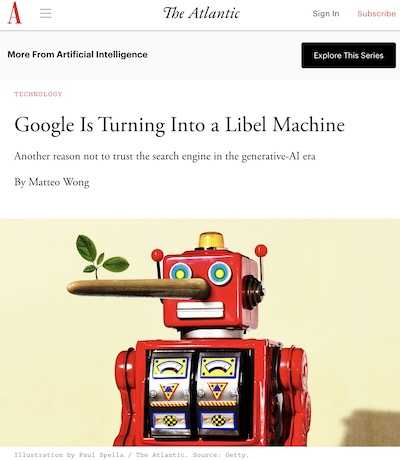 A
The Atlantic
Sign In
Subscribe
More From Artificial Intelligence
Explore This Series
TECHNOLOGY
Google Is Turning Into a Libel Machine
Another reason not to trust the search engine in the generative-AI era
By Matteo Wong
Illustration by Paul Spella / The Atlantic. Source: Getty.